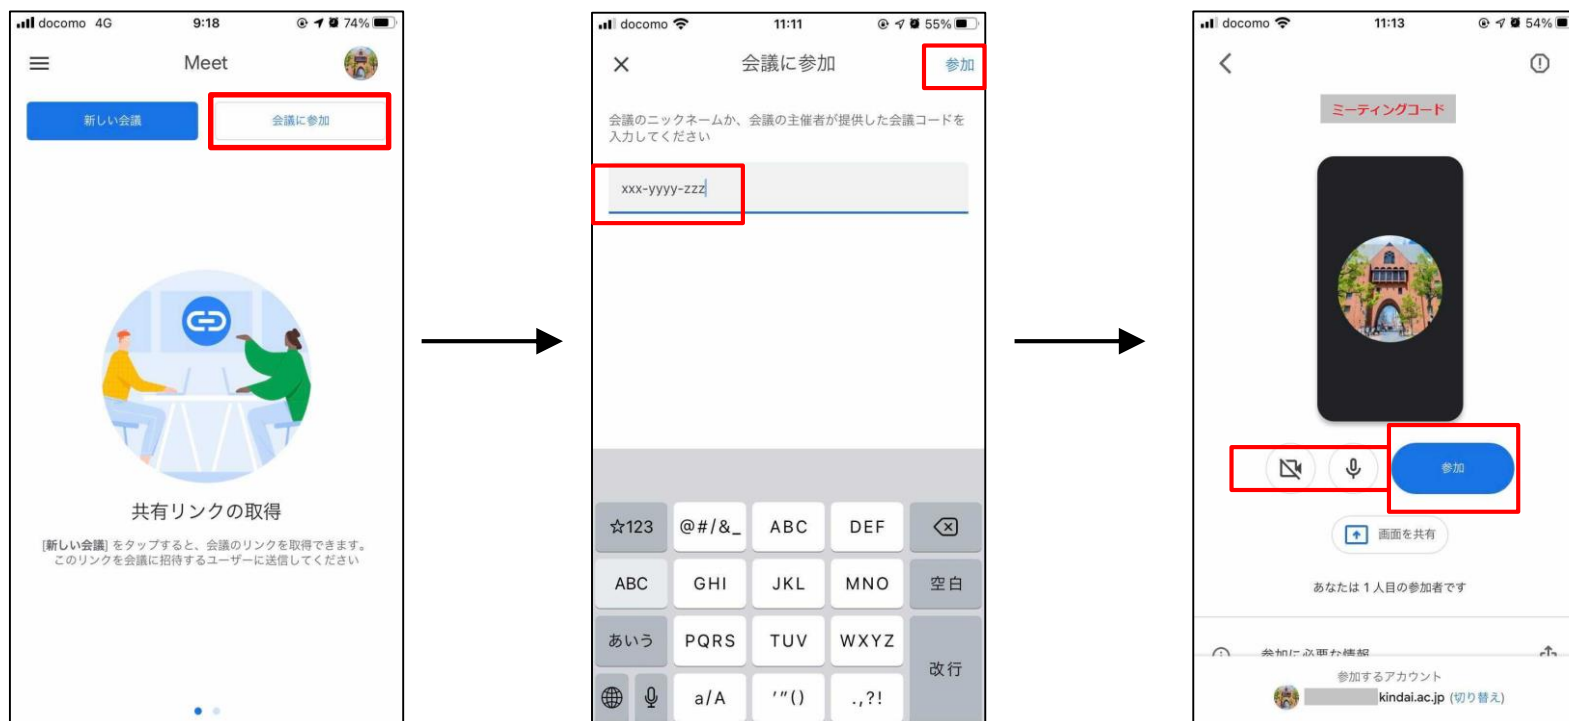 docomo 4G 9:18 74%
Meet
新しい会議 会議に参加
共有リンクの取得
[新しい会議] をタップすると、会議のリンクを取得できます。
このリンクを会議に招待するユーザーに送信してください
docomo 11:11 55%
会議に参加 参加
会議のニックネームか、会議の主催者が提供した会議コードを
入力してください
xxx-yyyy-zzz
☆123 @#/&_ ABC DEF
ABC GHI JKL MNO 空白
あいう PQRS TUV WXYZ
改行
a/A '"() .,?!
docomo 11:13 54%
ミーティングコード
参加
画面を共有
あなたは 1 人目の参加者です
参加に必要な情報
参加するアカウント
kindai.ac.jp (切り替え)